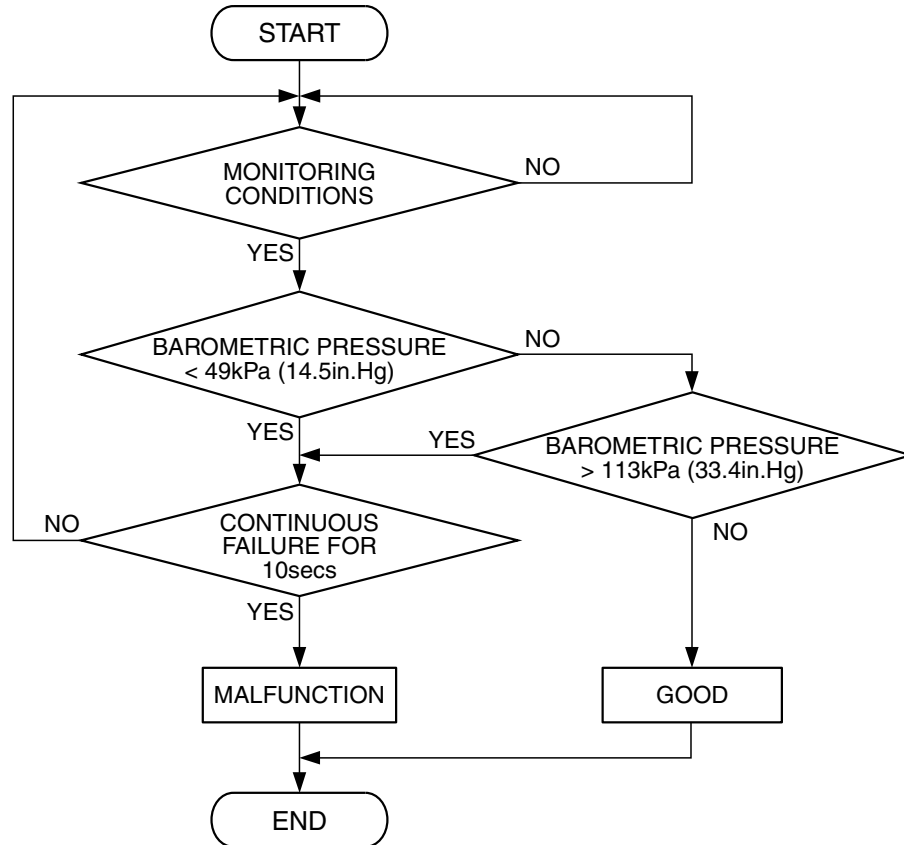 START
MONITORING
CONDITIONS
NO
YES
BAROMETRIC PRESSURE
< 49kPa (14.5in.Hg)
NO
YES
YES
BAROMETRIC PRESSURE
> 113kPa (33.4in.Hg)
NO
CONTINUOUS
FAILURE FOR
10secs
NO
YES
MALFUNCTION
GOOD
END